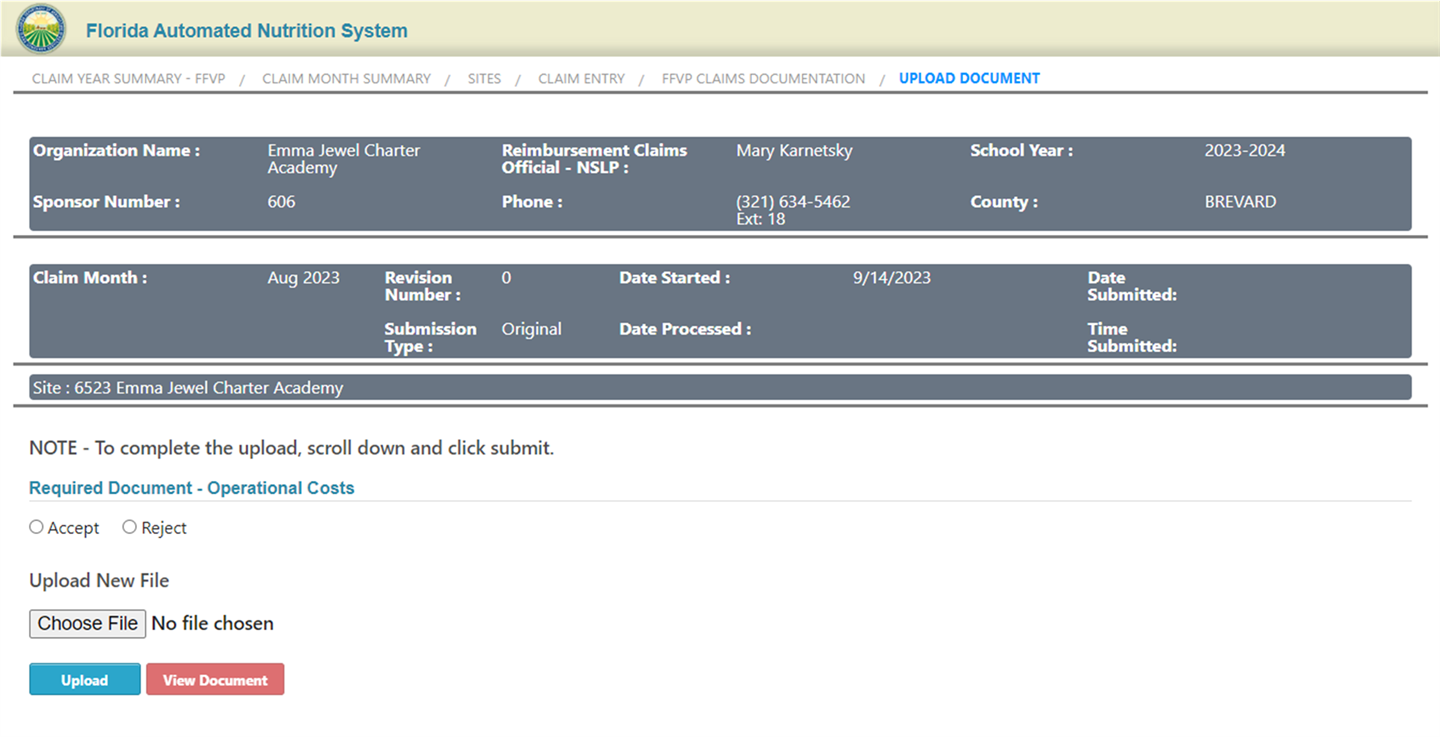 Florida Automated Nutrition System
CLAIM YEAR SUMMARY - FFVP / CLAIM MONTH SUMMARY / SITES / CLAIM ENTRY / FFVP CLAIMS DOCUMENTATION / UPLOAD DOCUMENT
Organization Name : Emma Jewel Charter Reimbursement Claims Mary Karnetsky School Year : 2023-2024
Academy Official - NSLP :
Sponsor Number : 606 Phone : (321) 634-5462 County : BREVARD
Ext: 18
Claim Month : Aug 2023 Revision 0 Date Started : 9/14/2023 Date
Number : Submitted:
Submission Original Date Processed : Time
Type : Submitted:
Site : 6523 Emma Jewel Charter Academy
NOTE - To complete the upload, scroll down and click submit.
Required Document - Operational Costs
Accept Reject
Upload New File
Choose File No file chosen
Upload View Document